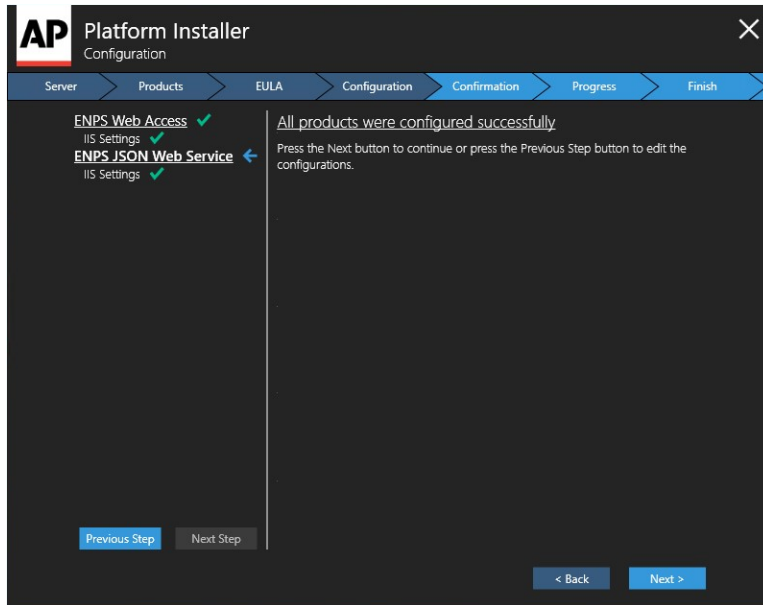 AP
Platform Installer
Configuration
Server
Products
EULA
Configuration
Confirmation
Progress
Finish
ENPS Web Access
IIS Settings
ENPS JSON Web Service
IIS Settings
All products were configured successfully
Press the Next button to continue or press the Previous Step button to edit the
configurations.
Previous Step
Next Step
< Back
Next >